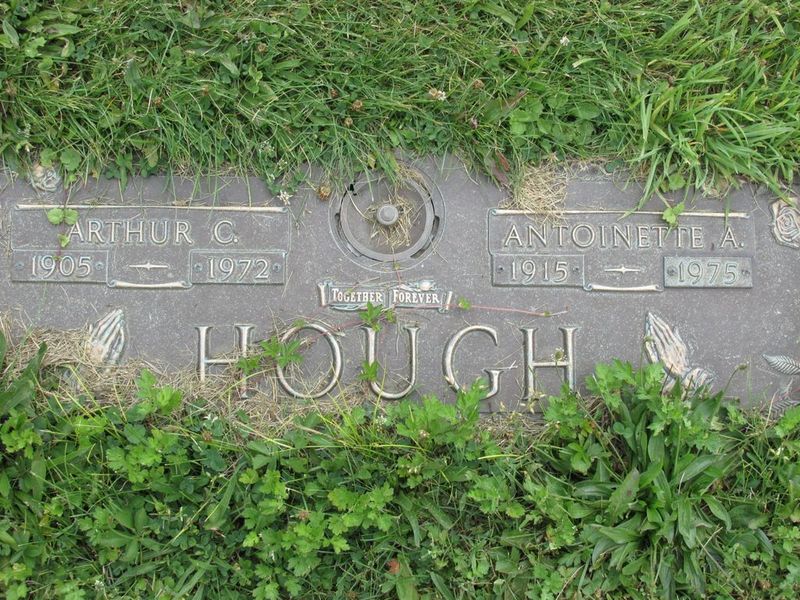 ARTHUR C.
1905 1972
ANTOINETTE A.
1915 1975
TOGETHER FOREVER
HOUGH